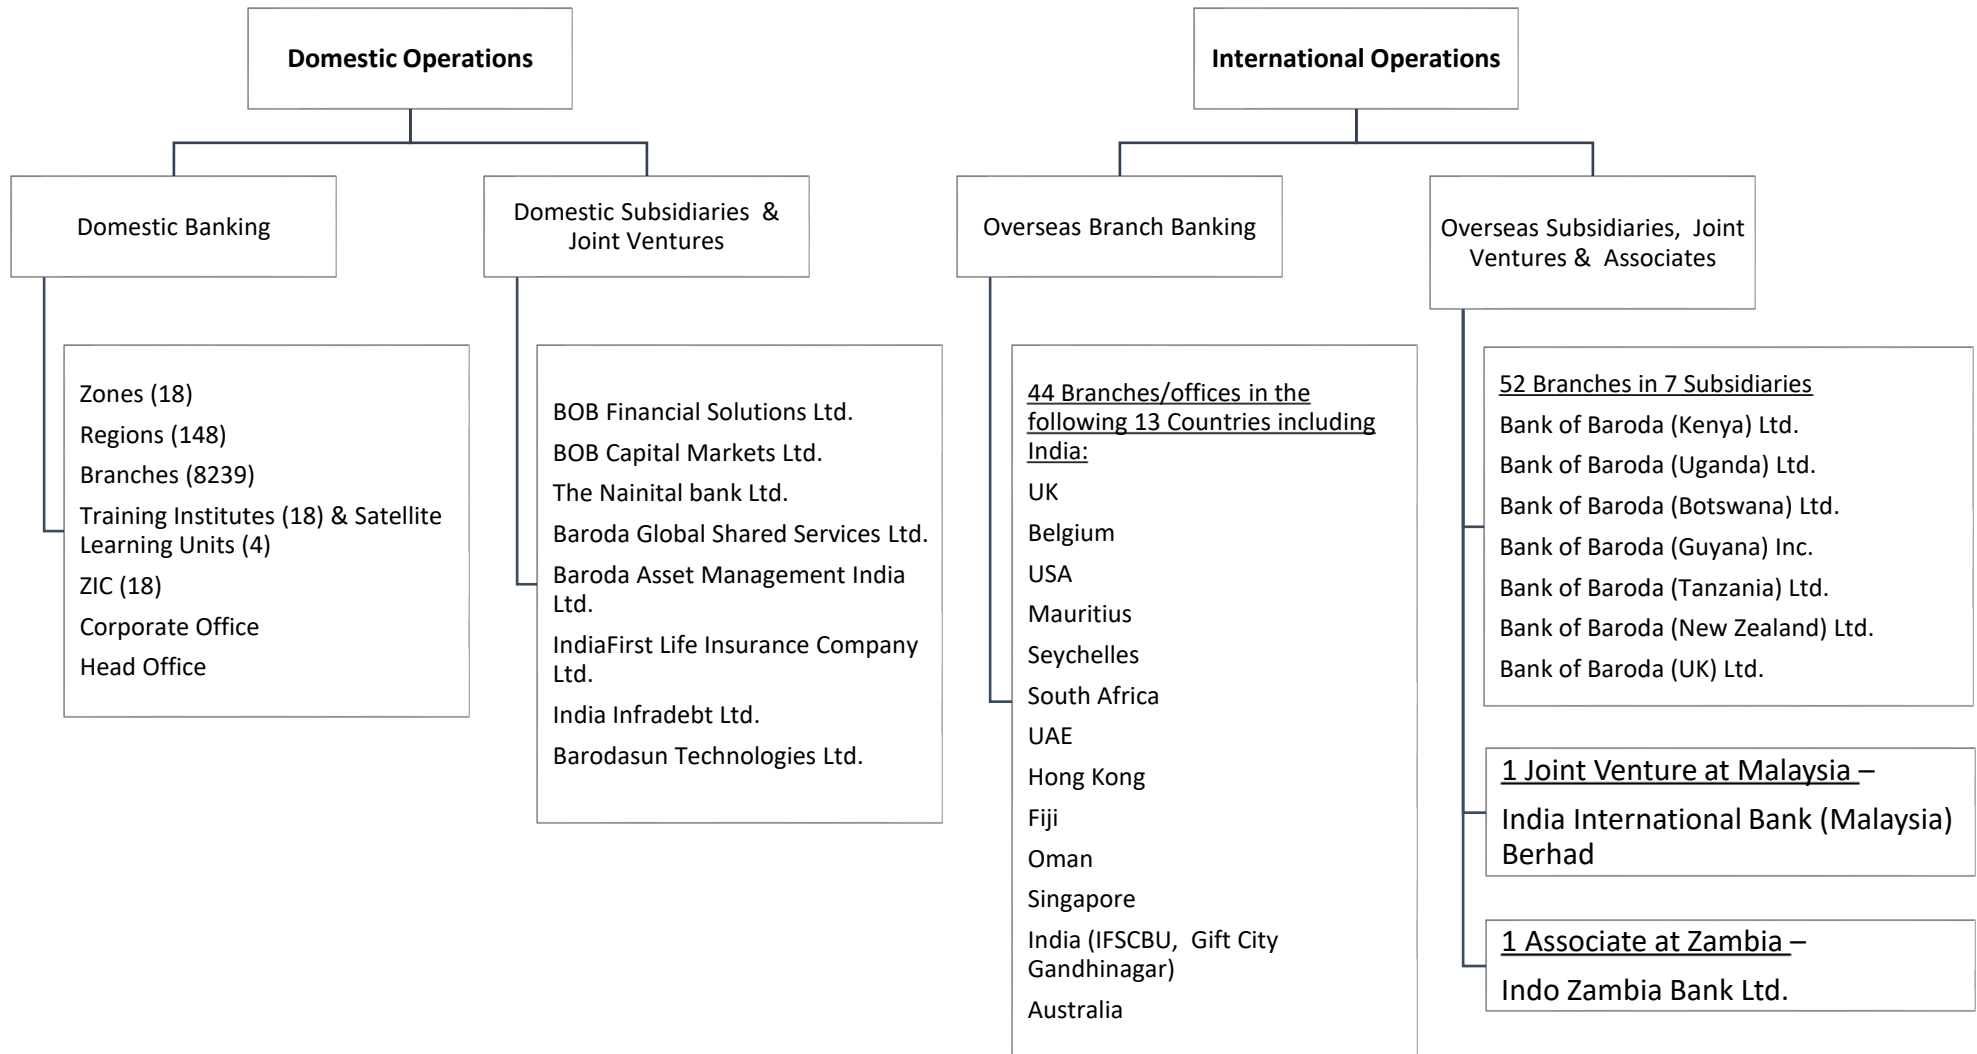 Domestic Operations
International Operations
Domestic Banking
Domestic Subsidiaries &
Joint Ventures
Overseas Branch Banking
Overseas Subsidiaries, Joint
Ventures & Associates
Zones (18)
Regions (148)
Branches (8239)
Training Institutes (18) & Satellite
Learning Units (4)
ZIC (18)
Corporate Office
Head Office
BOB Financial Solutions Ltd.
BOB Capital Markets Ltd.
The Nainital bank Ltd.
Baroda Global Shared Services Ltd.
Baroda Asset Management India
Ltd.
IndiaFirst Life Insurance Company
Ltd.
India Infradebt Ltd.
Barodasun Technologies Ltd.
44 Branches/offices in the
following 13 Countries including
India:
UK
Belgium
USA
Mauritius
Seychelles
South Africa
UAE
Hong Kong
Fiji
Oman
Singapore
India (IFSCBU, Gift City
Gandhinagar)
Australia
52 Branches in 7 Subsidiaries
Bank of Baroda (Kenya) Ltd.
Bank of Baroda (Uganda) Ltd.
Bank of Baroda (Botswana) Ltd.
Bank of Baroda (Guyana) Inc.
Bank of Baroda (Tanzania) Ltd.
Bank of Baroda (New Zealand) Ltd.
Bank of Baroda (UK) Ltd.
1 Joint Venture at Malaysia –
India International Bank (Malaysia)
Berhad
1 Associate at Zambia –
Indo Zambia Bank Ltd.